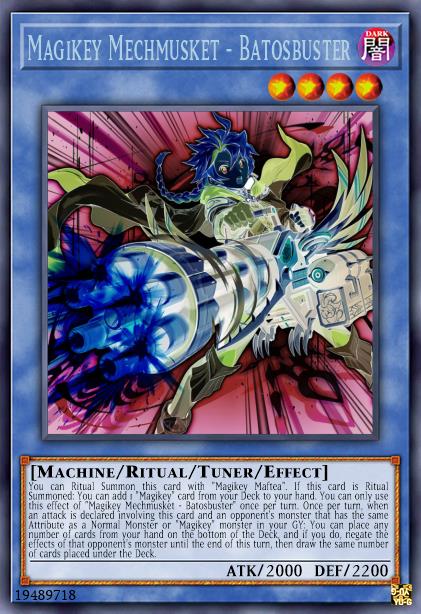 Magikey Mechmusket - Batosbuster
DARK
闇
[Machine/Ritual/Tuner/Effect]
You can Ritual Summon this card with "Magikey Maftea". If this card is Ritual
Summoned: You can add 1 "Magikey" card from your Deck to your hand. You can only use
this effect of "Magikey Mechmusket - Batosbuster" once per turn. Once per turn, when
an attack is declared involving this card and an opponent's monster that has the same
Attribute as a Normal Monster or "Magikey" monster in your GY: You can place any
number of cards from your hand on the bottom of the Deck, and if you do, negate the
effects of that opponent's monster until the end of this turn, then draw the same number
of cards placed under the Deck.
ATK/2000 DEF/2200
19489718